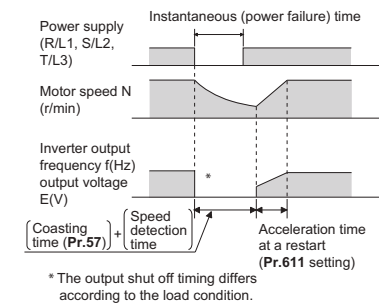 Instantaneous (power failure) time
Power supply
(R/L1, S/L2,
T/L3)
Motor speed N
(r/min)
Inverter output
frequency f(Hz)
output voltage
E(V)
*
Coasting
time (Pr.57)
+
Speed
detection
time
Acceleration time
at a restart
(Pr.611 setting)
* The output shut off timing differs
according to the load condition.